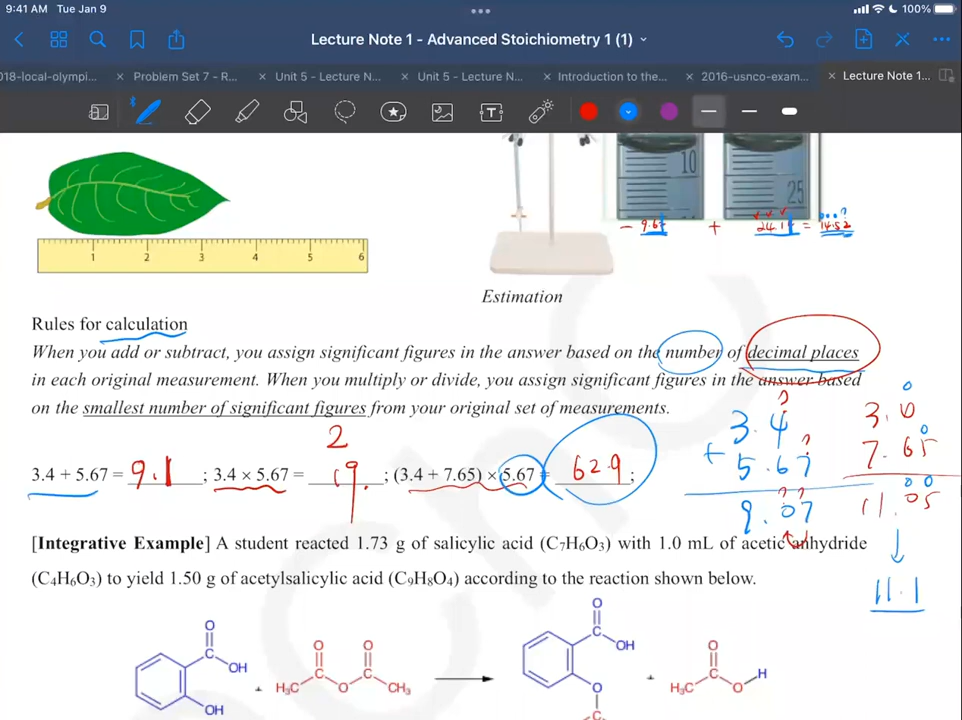 9:41 AM Tue Jan 9
100%
Lecture Note 1 - Advanced Stoichiometry 1 (1)
018-local-olympi... × Problem Set 7 - R... × Unit 5 - Lecture N... × Unit 5 - Lecture N... × Introduction to the... × 2016-usnco-exam... × Lecture Note 1...
10
25
1 2 3 4 5 6
+ =
Estimation
Rules for calculation
When you add or subtract, you assign significant figures in the answer based on the number of decimal places
in each original measurement. When you multiply or divide, you assign significant figures in the answer based
on the smallest number of significant figures from your original set of measurements.
3.4 + 5.67 = 9.1 ; 3.4 × 5.67 = 19. ; (3.4 + 7.65) × 5.67 = 62.9 ;
2
?
3.4
?
+ 5.67
? ?
9.07
7.65
11.05
11.1
[Integrative Example] A student reacted 1.73 g of salicylic acid (C7H6O3) with 1.0 mL of acetic anhydride
(C4H6O3) to yield 1.50 g of acetylsalicylic acid (C9H8O4) according to the reaction shown below.
O
C
OH
OH
+
O O
C C
H3C O CH3
O
C
OH
O
C
+
O
C
H3C O H